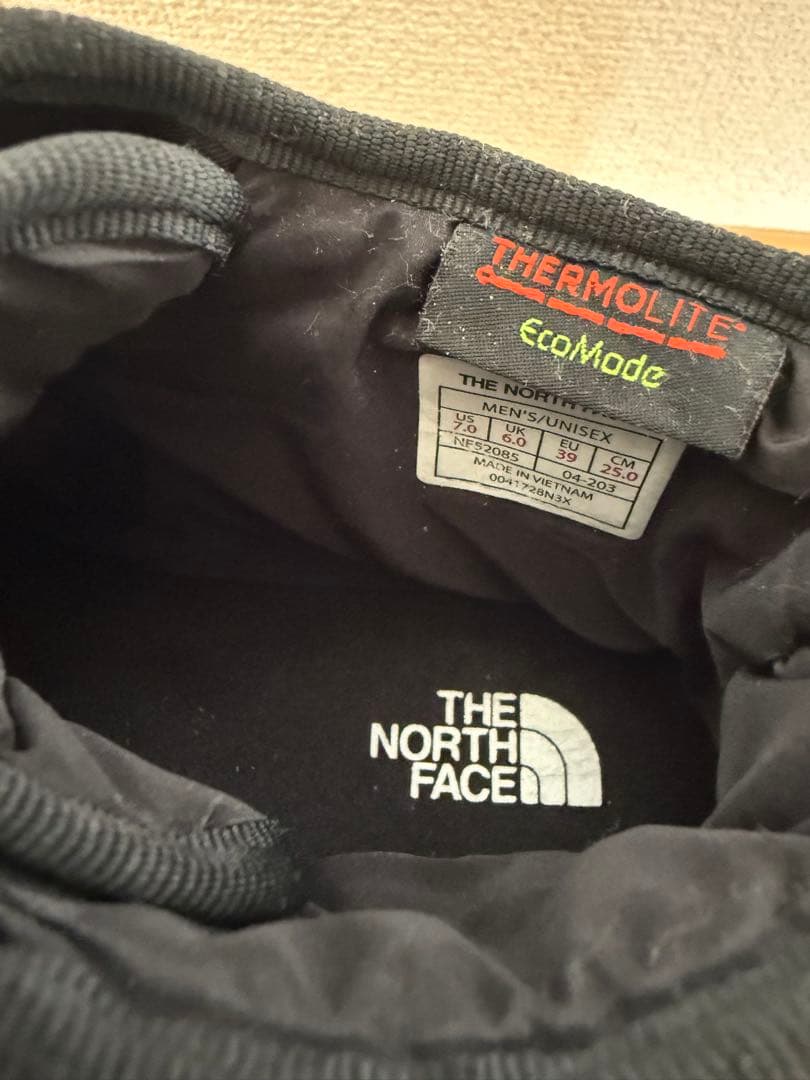 THERMOLITE
EcoMode
THE NORTH
MEN'S/UNISEX
US UK EU CM
7.0 6.0 39 25.0
NF52085 04-203
MADE IN VIETNAM
0041728N3X
THE
NORTH
FACE